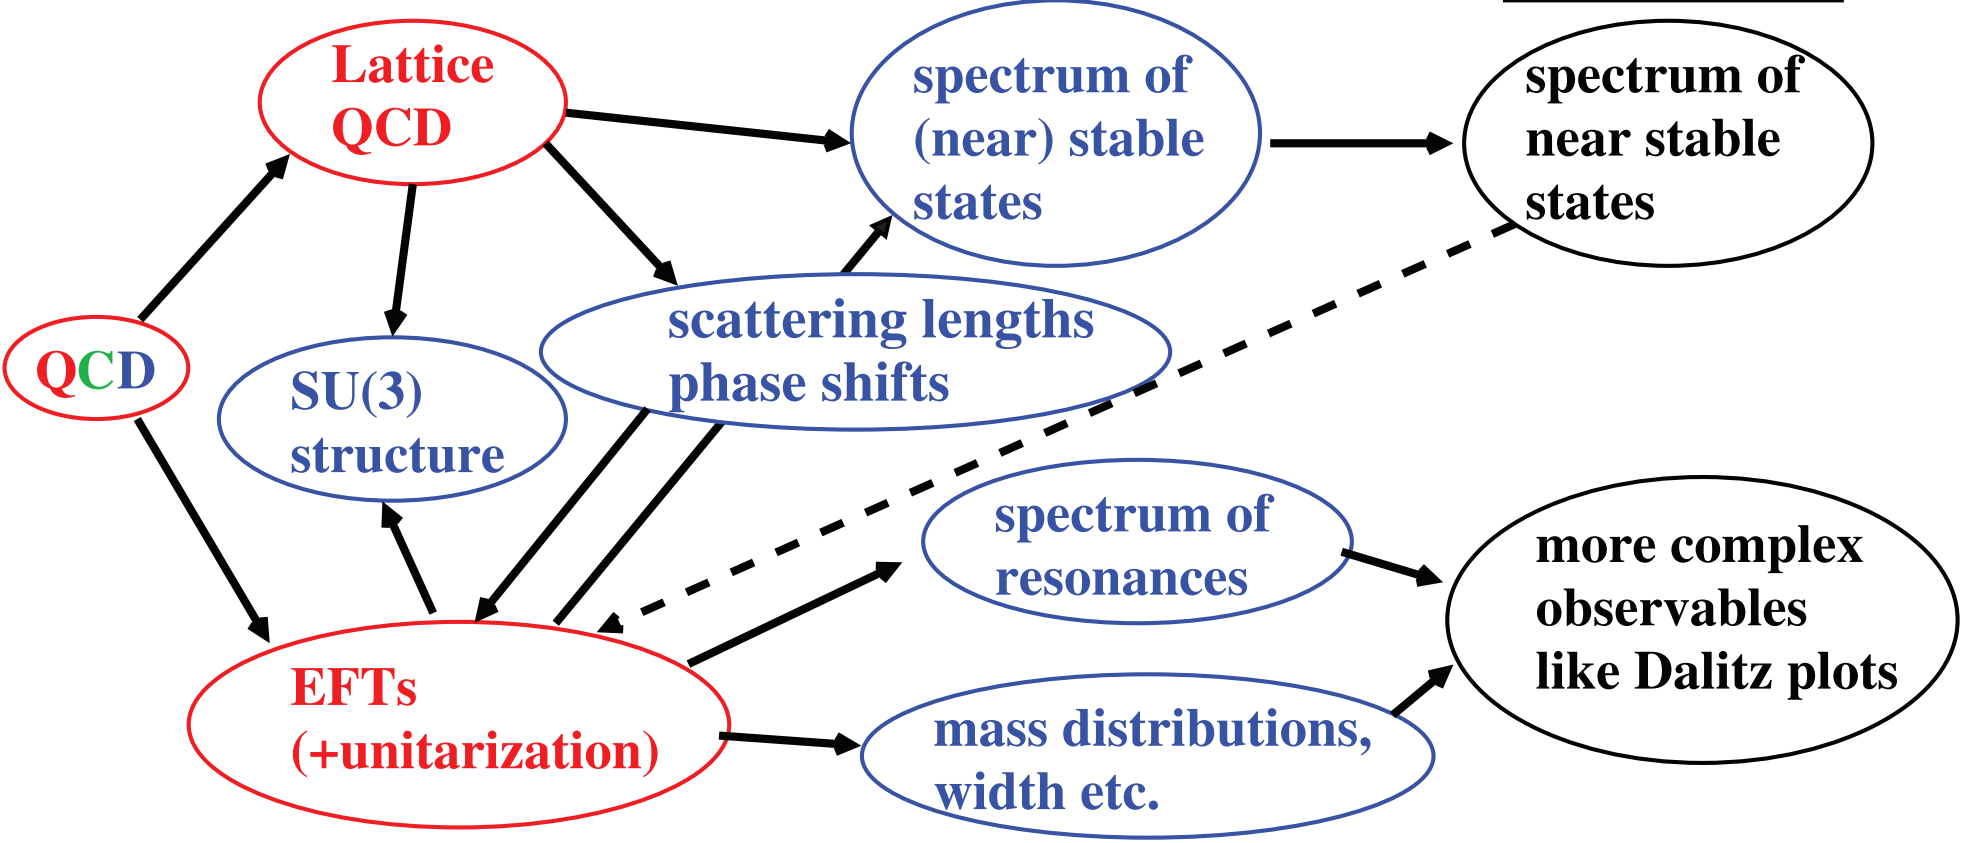 Lattice
QCD
spectrum of
(near) stable
states
spectrum of
near stable
states
QCD
SU(3)
structure
scattering lengths
phase shifts
spectrum of
resonances
more complex
observables
like Dalitz plots
EFTs
(+unitarization)
mass distributions,
width etc.